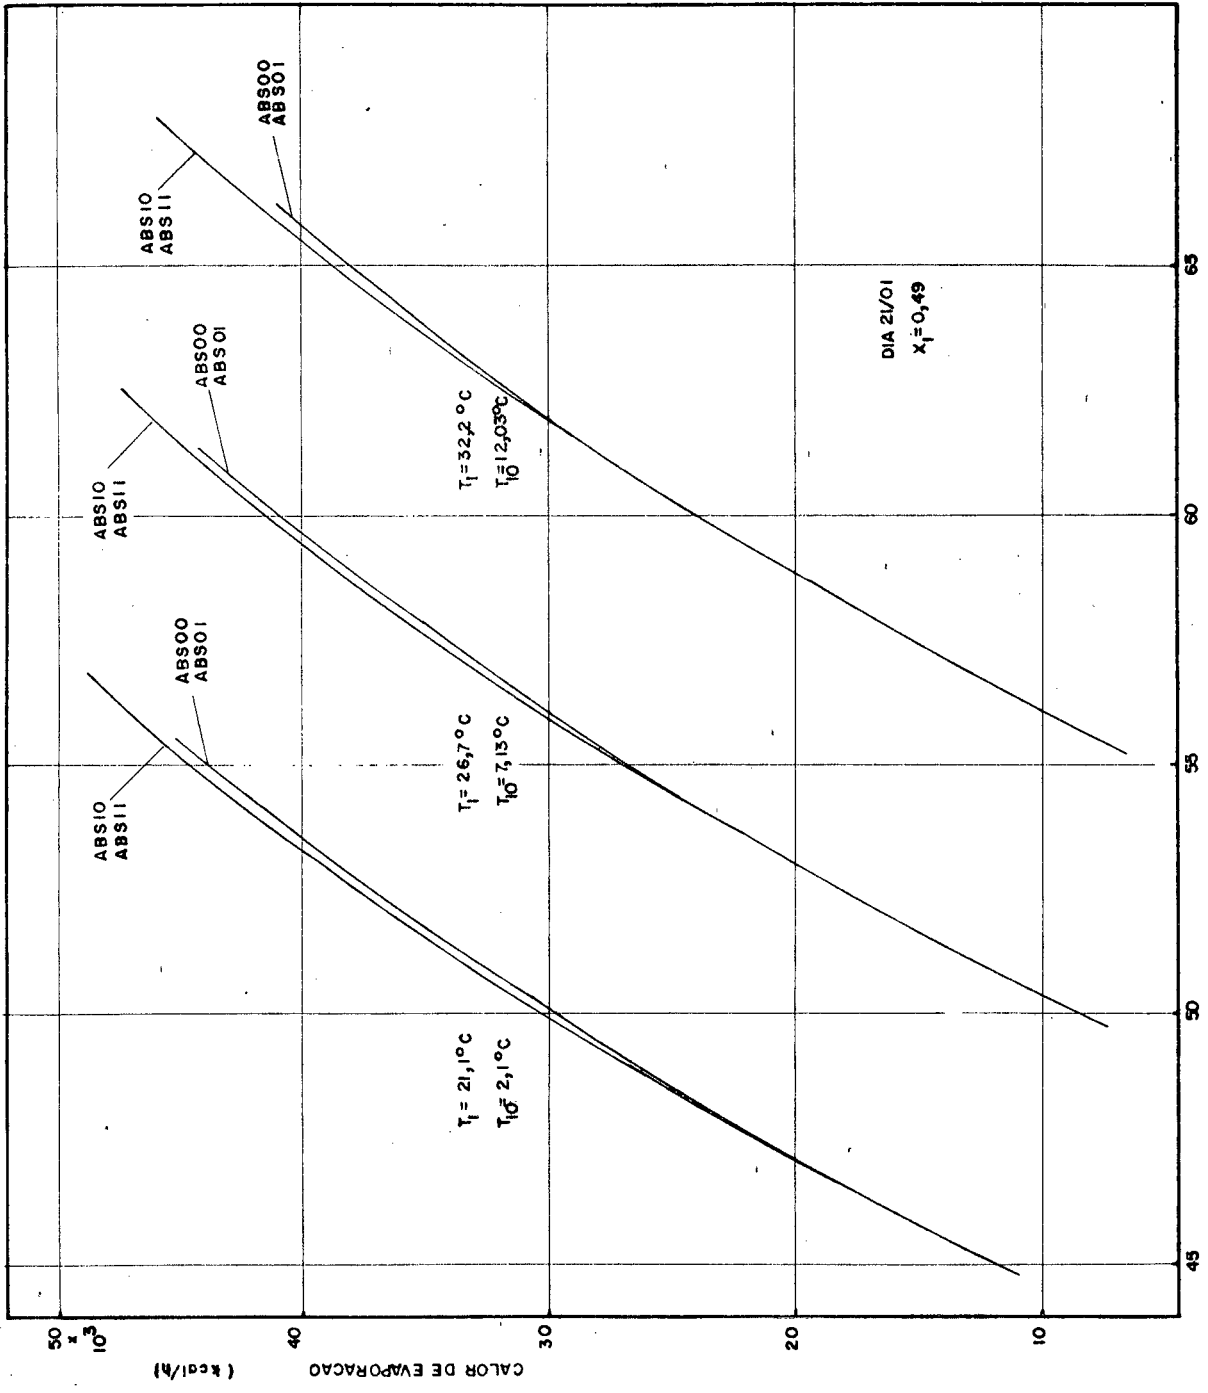 CALOR DE EVAPORACAO (kcal/h)
50
x
10³
40
30
20
10
45
50
55
60
65
ABS10
ABS11
ABS00
ABS01
T₁= 21,1°C
T₁₀= 2,1°C
ABS10
ABS11
ABS00
ABS01
T₁= 26,7°C
T₁₀= 7,13°C
ABS10
ABS11
ABS00
ABS01
T₁=32,2°C
T₁₀=12,03°C
DIA 21/01
X₁=0,49